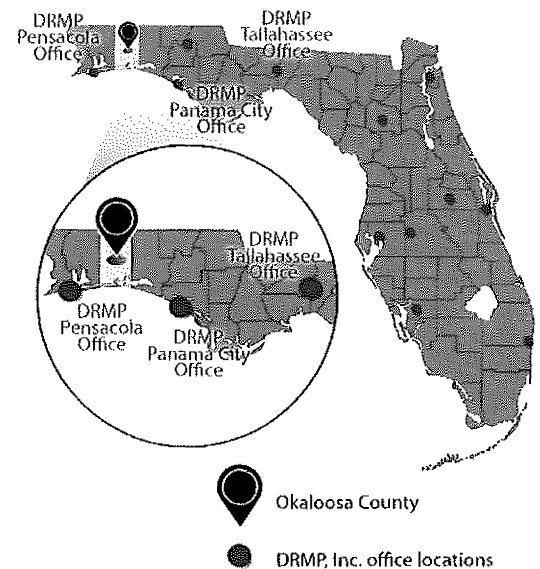 DRMP
Pensacola
Office
DRMP
Tallahassee
Office
DRMP
Panama City
Office
DRMP
Tallahassee
Office
DRMP
Pensacola
Office
DRMP
Panama City
Office
Okaloosa County
DRMP, Inc. office locations